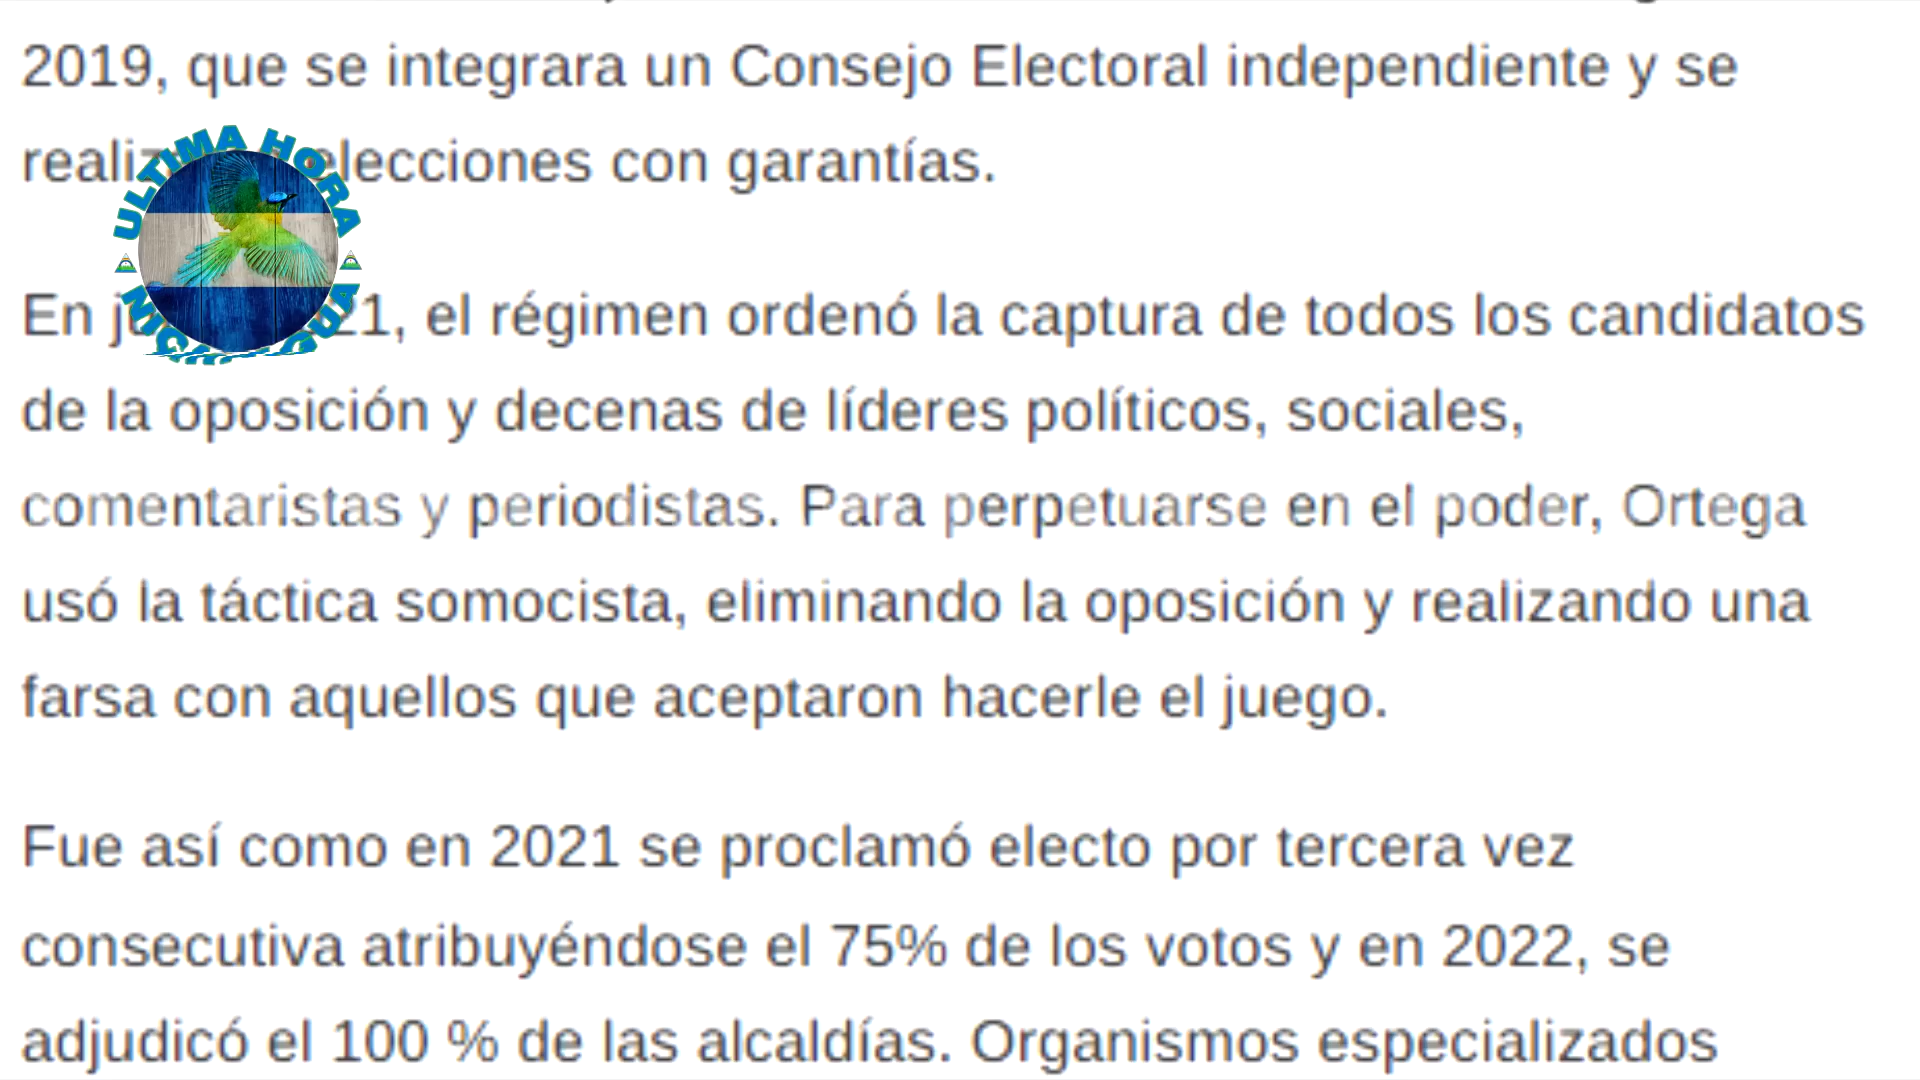 2019, que se integrara un Consejo Electoral independiente y se
elecciones con garantías.
ULTIMA HORA
En 21, el régimen ordenó la captura de todos los candidatos
de la oposición y decenas de líderes políticos, sociales,
comentaristas y periodistas. Para perpetuarse en el poder, Ortega
usó la táctica somocista, eliminando la oposición y realizando una
farsa con aquellos que aceptaron hacerle el juego.
Fue así como en 2021 se proclamó electo por tercera vez
consecutiva atribuyéndose el 75% de los votos y en 2022, se
adjudicó el 100 % de las alcaldías. Organismos especializados